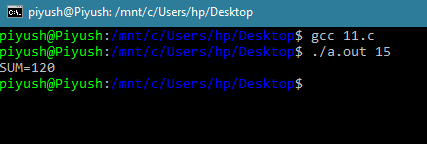 piyush@Piyush: /mnt/c/Users/hp/Desktop
piyush@Piyush:/mnt/c/Users/hp/Desktop$ gcc 11.c
piyush@Piyush:/mnt/c/Users/hp/Desktop$ ./a.out 15
SUM=120
piyush@Piyush:/mnt/c/Users/hp/Desktop$